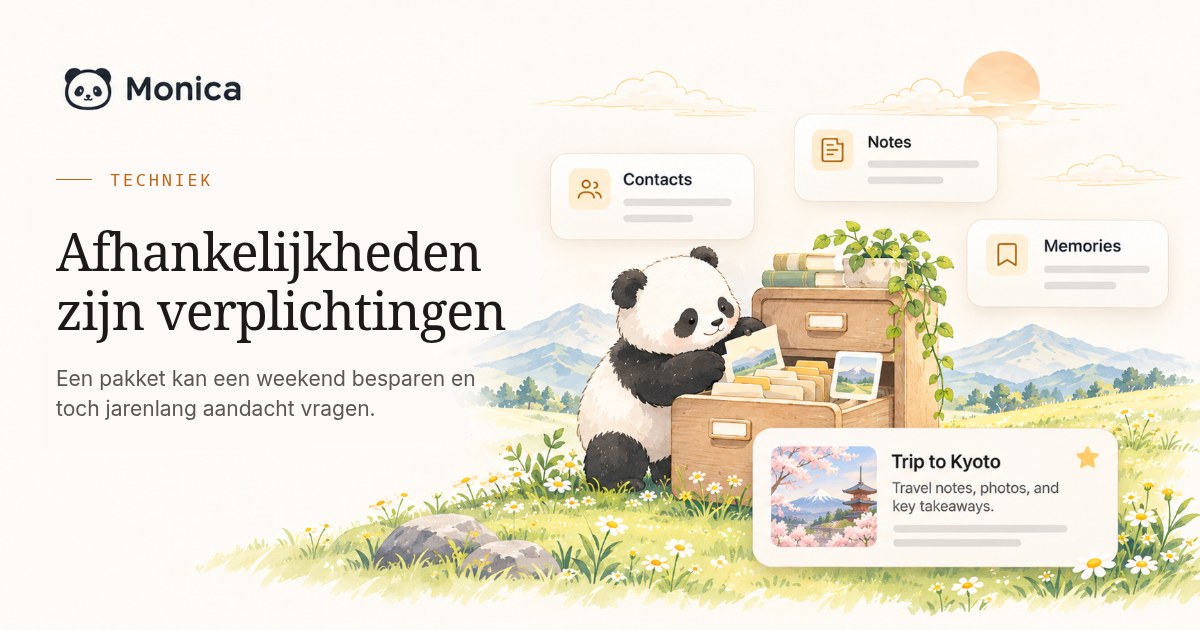 Monica
TECHNIEK
Afhankelijkheden
zijn verplichtingen
Een pakket kan een weekend besparen en
toch jarenlang aandacht vragen.
Contacts
Notes
Memories
Trip to Kyoto
Travel notes, photos, and
key takeaways.